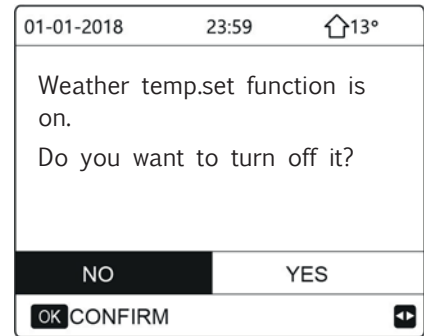 01-01-2018 23:59 13°
Weather temp.set function is
on.
Do you want to turn off it?
NO YES
OK CONFIRM